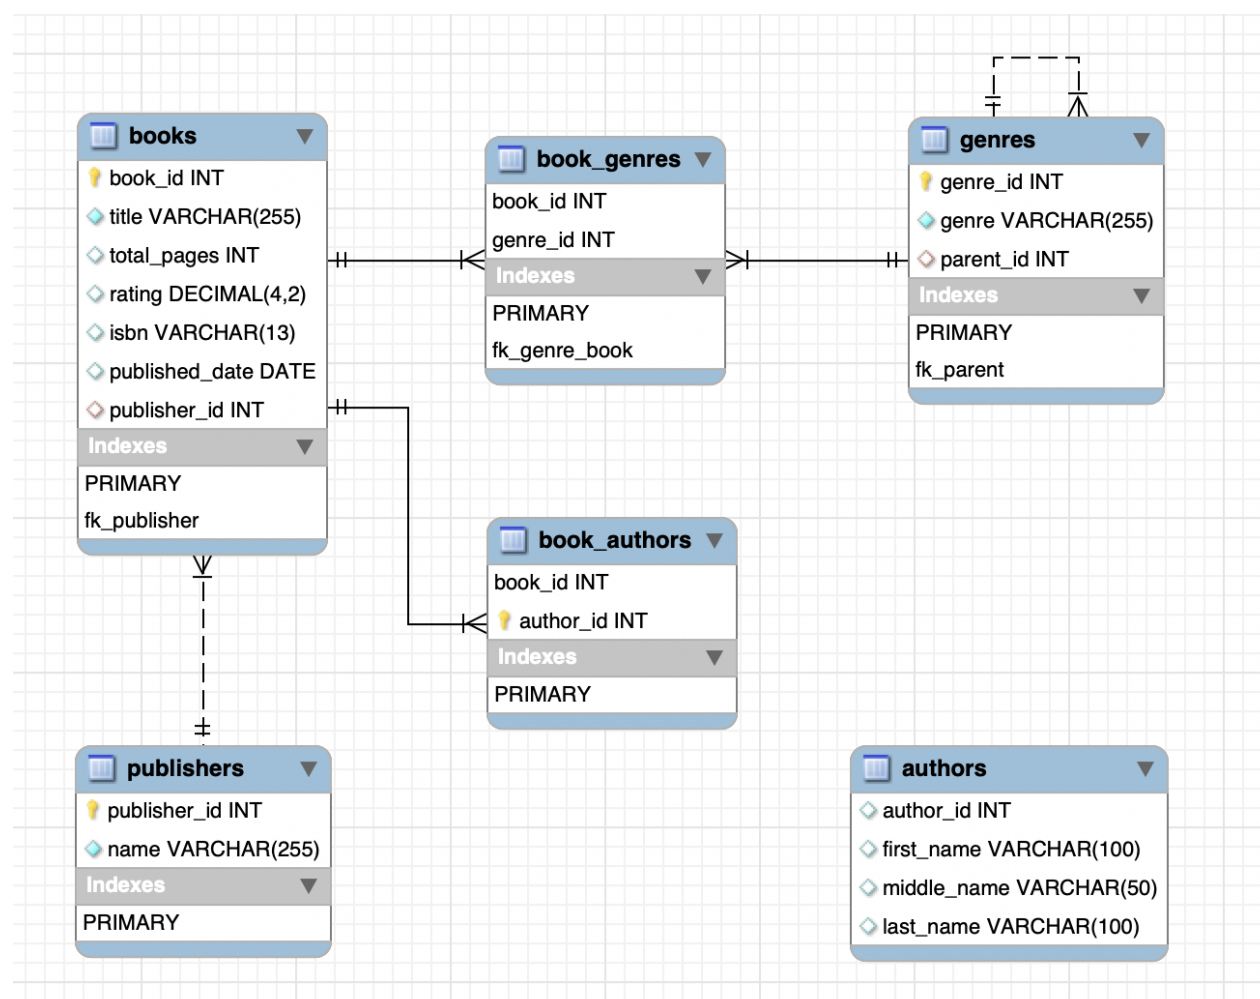 books
book_id INT
title VARCHAR(255)
total_pages INT
rating DECIMAL(4,2)
isbn VARCHAR(13)
published_date DATE
publisher_id INT
Indexes
PRIMARY
fk_publisher
book_genres
book_id INT
genre_id INT
Indexes
PRIMARY
fk_genre_book
genres
genre_id INT
genre VARCHAR(255)
parent_id INT
Indexes
PRIMARY
fk_parent
book_authors
book_id INT
author_id INT
Indexes
PRIMARY
publishers
publisher_id INT
name VARCHAR(255)
Indexes
PRIMARY
authors
author_id INT
first_name VARCHAR(100)
middle_name VARCHAR(50)
last_name VARCHAR(100)